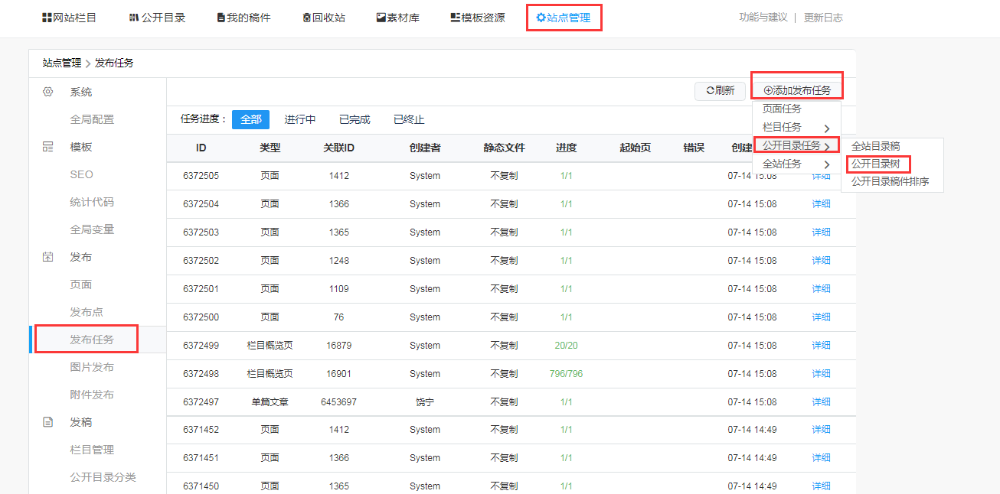 网站栏目 公开目录 我的稿件 回收站 素材库 模板资源 站点管理 功能与建议 | 更新日志
站点管理 > 发布任务
系统
全局配置
模板
SEO
统计代码
全局变量
发布
页面
发布点
发布任务
图片发布
附件发布
发稿
栏目管理
公开目录分类
刷新 添加发布任务
页面任务
栏目任务
公开目录任务
全站任务
全站目录稿
公开目录树
公开目录稿件排序
任务进度： 全部 进行中 已完成 已终止
ID 类型 关联ID 创建者 静态文件 进度 起始页 错误 创建
6372505 页面 1412 System 不复制 1/1 07-14 15:08 详细
6372504 页面 1366 System 不复制 1/1 07-14 15:08 详细
6372503 页面 1365 System 不复制 1/1 07-14 15:08 详细
6372502 页面 1248 System 不复制 1/1 07-14 15:08 详细
6372501 页面 1109 System 不复制 1/1 07-14 15:08 详细
6372500 页面 76 System 不复制 1/1 07-14 15:08 详细
6372499 栏目概览页 16879 System 不复制 20/20 07-14 15:08 详细
6372498 栏目概览页 16901 System 不复制 796/796 07-14 15:08 详细
6372497 单篇文章 6453697 饶宁 不复制 1/1 07-14 15:08 详细
6371452 页面 1412 System 不复制 1/1 07-14 14:49 详细
6371451 页面 1366 System 不复制 1/1 07-14 14:49 详细
6371450 页面 1365 System 不复制 1/1 07-14 14:49 详细